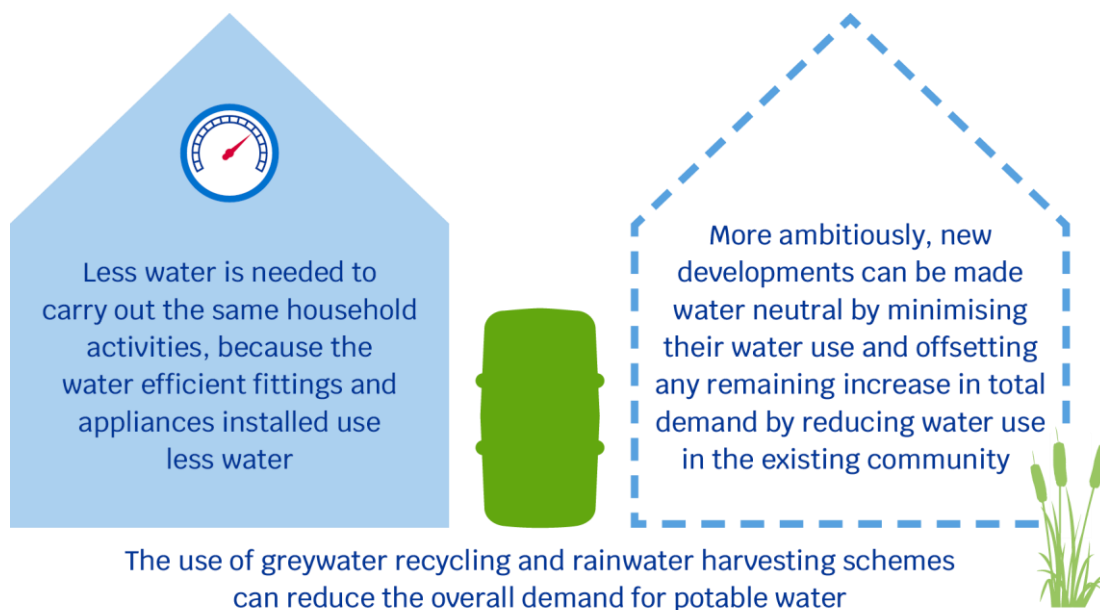 Less water is needed to
carry out the same household
activities, because the
water efficient fittings and
appliances installed use
less water
More ambitiously, new
developments can be made
water neutral by minimising
their water use and offsetting
any remaining increase in total
demand by reducing water use
in the existing community
The use of greywater recycling and rainwater harvesting schemes
can reduce the overall demand for potable water